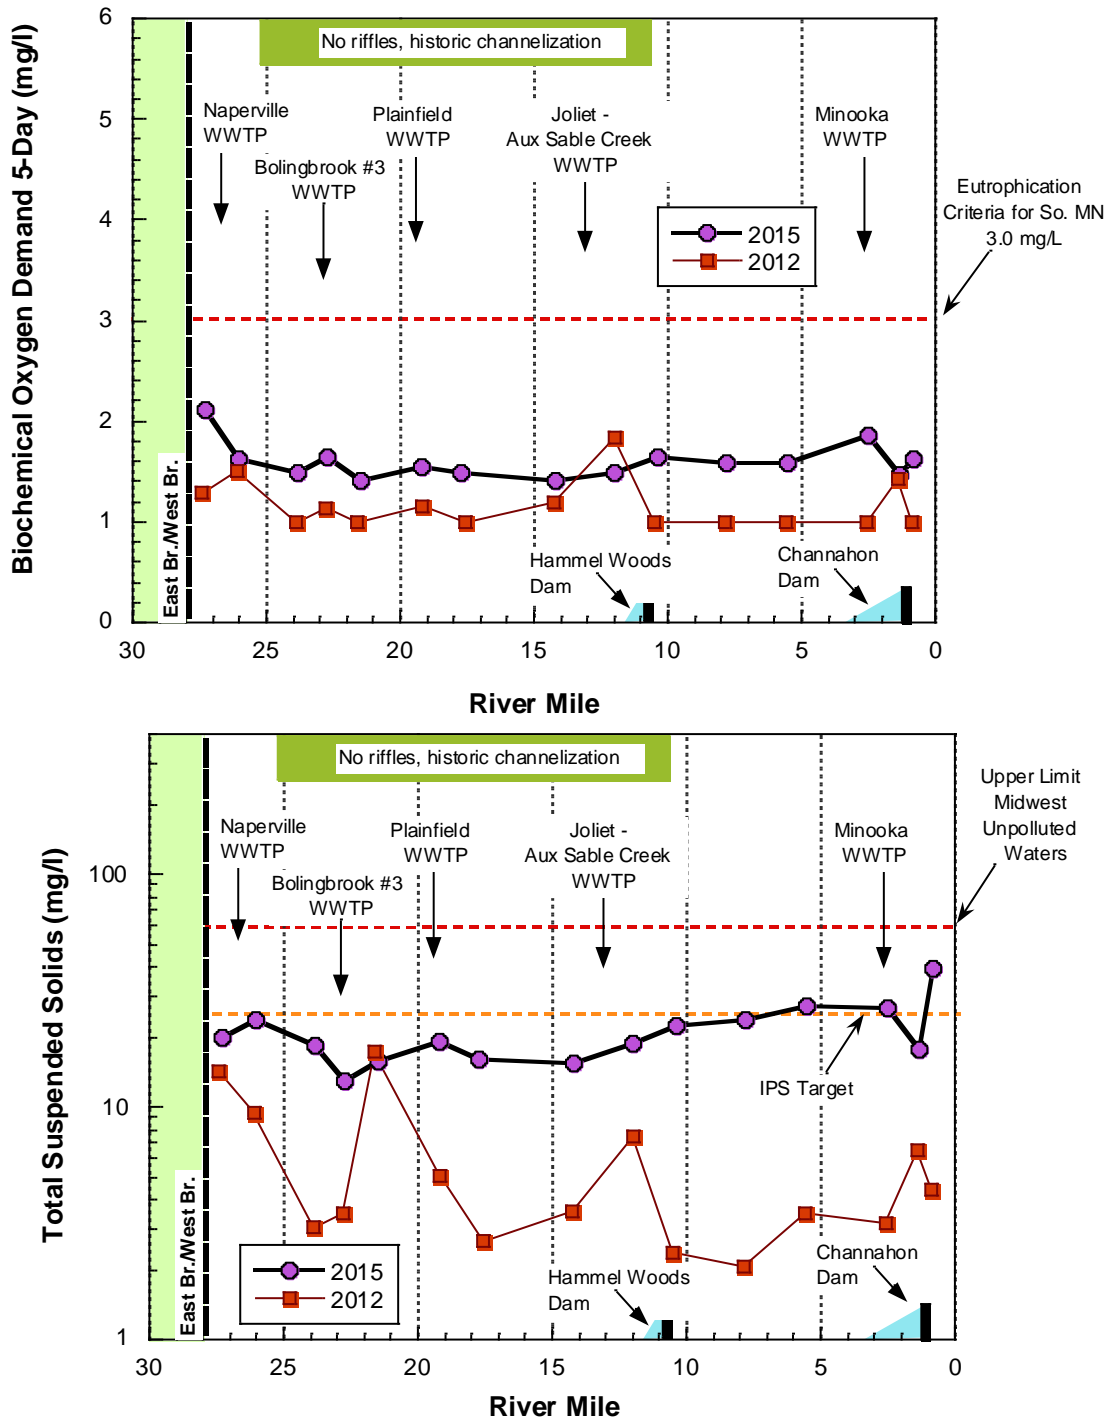 No riffles, historic channelization
Biochemical Oxygen Demand 5-Day (mg/l)
6
5
4
3
2
1
0
Naperville
WWTP
Bolingbrook #3
WWTP
Plainfield
WWTP
Joliet -
Aux Sable Creek
WWTP
Minooka
WWTP
Eutrophication
Criteria for So. MN
3.0 mg/L
2015
2012
East Br./West Br.
Hammel Woods
Dam
Channahon
Dam
30
25
20
15
10
5
0
River Mile
No riffles, historic channelization
Total Suspended Solids (mg/l)
100
10
1
Naperville
WWTP
Bolingbrook #3
WWTP
Plainfield
WWTP
Joliet -
Aux Sable Creek
WWTP
Minooka
WWTP
Upper Limit
Midwest
Unpolluted
Waters
IPS Target
East Br./West Br.
2015
2012
Hammel Woods
Dam
Channahon
Dam
30
25
20
15
10
5
0
River Mile